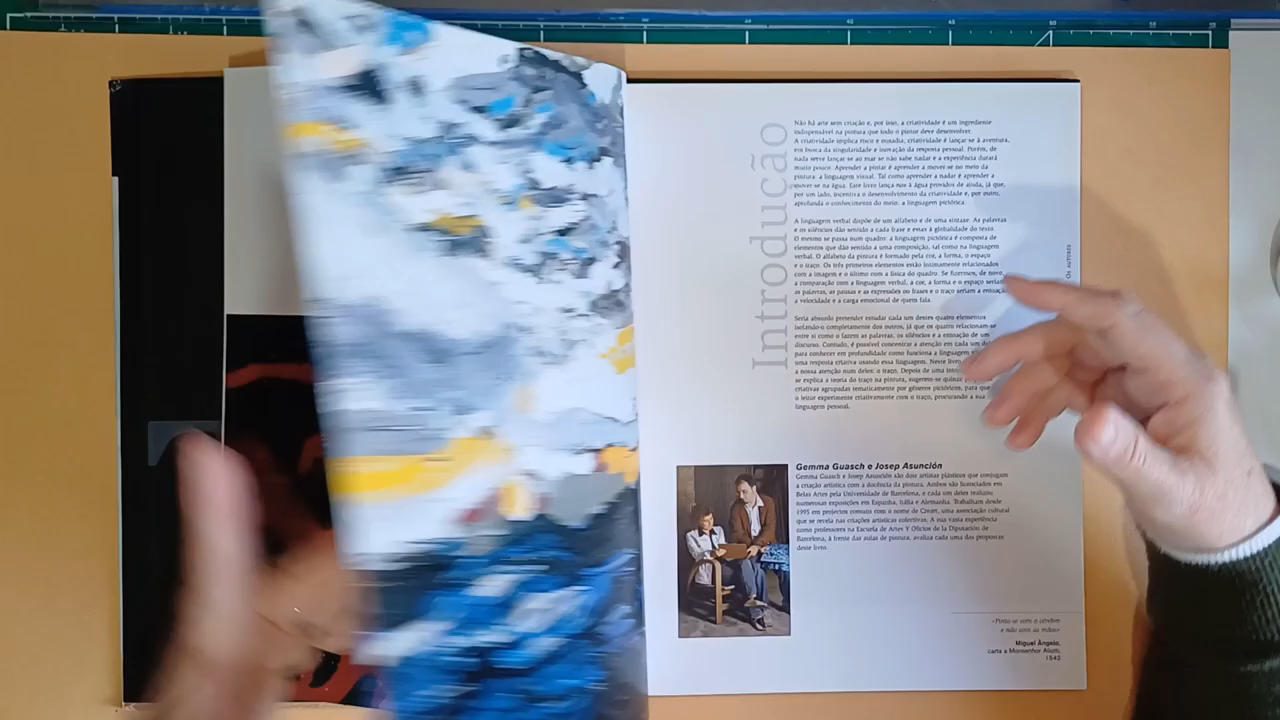 Introdução
Não há arte sem criação e, por isso, a criatividade é um ingrediente
indispensável na pintura que todo o pintor deve desenvolver.
A criatividade implica risco e ousadia, criatividade é lançar-se à aventura,
em busca da singularidade e inovação da resposta pessoal. Porém, de
nada serve lançar-se ao mar se não sabe nadar e a experiência durará
muito pouco. Aprender a pintar é aprender a mover-se no meio da
pintura: a linguagem visual. Tal como aprender a nadar é aprender a
mover-se na água. Este livro lança-nos à água providos de ajuda, já que,
por um lado, incentiva o desenvolvimento da criatividade e, por outro,
aprofunda o conhecimento do meio: a linguagem pictórica.
A linguagem verbal dispõe de um alfabeto e de uma sintaxe. As palavras
e os silêncios dão sentido a cada frase e estas à globalidade do texto.
O mesmo se passa num quadro: a linguagem pictórica é composta de
elementos que dão sentido a uma composição, tal como na linguagem
verbal. O alfabeto da pintura é formado pela cor, a forma, o espaço
e o traço. Os três primeiros elementos estão intimamente relacionados
com a imagem e o último com a física do quadro. Se fizermos, de novo,
a comparação com a linguagem verbal, a cor, a forma e o espaço seriam
as palavras, as pausas e as expressões ou frases e o traço seriam a entoação,
a velocidade e a carga emocional de quem fala.
Seria absurdo pretender estudar cada um destes quatro elementos
isolando-o completamente dos outros, já que os quatro relacionam-se
entre si como o fazem as palavras, os silêncios e a entoação de um
discurso. Contudo, é possível concentrar a atenção em cada um
para conhecer em profundidade como funciona a linguagem
uma resposta criativa usando essa linguagem. Neste livro
a nossa atenção num deles: o traço. Depois de uma
se explica a teoria do traço na pintura, sugerem-se quinze
criativas agrupadas tematicamente por géneros pictóricos, para que
o leitor experimente criativamente com o traço, procurando a sua
linguagem pessoal.
OS AUTORES
Gemma Guasch e Josep Asunción
Gemma Guasch e Josep Asunción são dois artistas plásticos que conjugam
a criação artística com a docência da pintura. Ambos são licenciados em
Belas Artes pela Universidade de Barcelona, e cada um deles realizou
numerosas exposições em Espanha, Itália e Alemanha. Trabalham desde
1995 em projectos comuns com o nome de Creart, uma associação cultural
que se revela nas criações artísticas colectivas. A sua vasta experiência
como professores na Escuela de Artes Y Oficios de la Diputación de
Barcelona, à frente das aulas de pintura, avaliza cada uma das propostas
deste livro.
«Pinta-se com o cérebro
e não com as mãos»
Miguel Ângelo,
carta a Monsenhor Aliotti,
1542